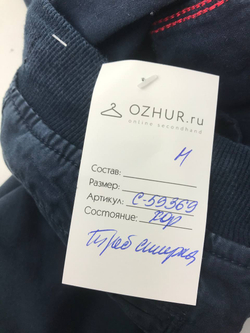 OZHUR.ru
online secondhand
М
Состав:
Размер:
Артикул: С-59369
Состояние: хор